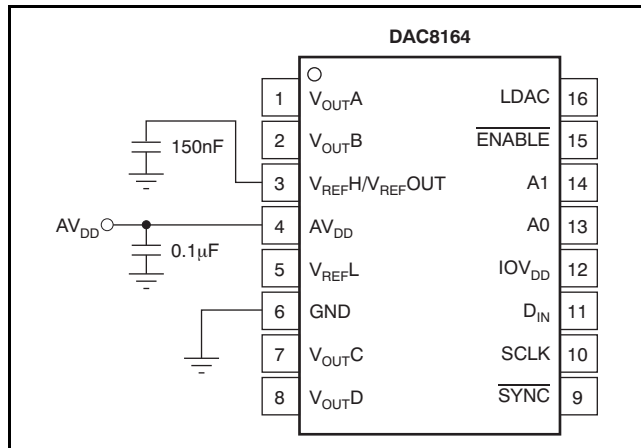 DAC8164
1 VOUTA LDAC 16
150nF 2 VOUTB ENABLE 15
3 VREFH/VREFOUT A1 14
AVDD 4 AVDD A0 13
0.1µF 5 VREFL IOVDD 12
6 GND DIN 11
7 VOUTC SCLK 10
8 VOUTD SYNC 9